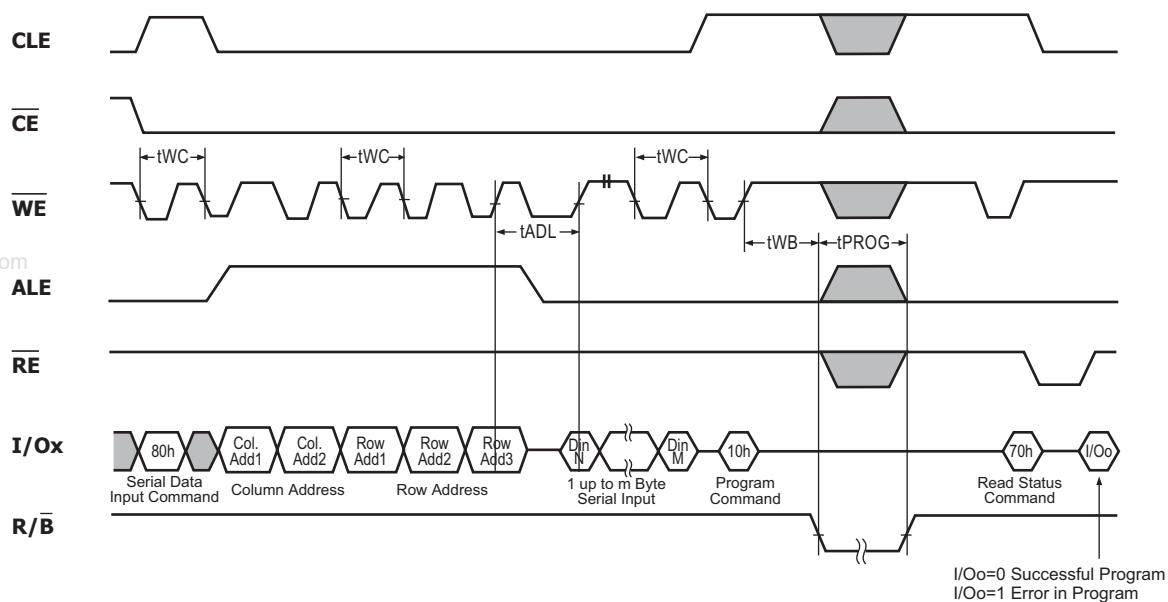 CLE
CE
tWC tWC tWC
WE
tADL
tWB tPROG
om
ALE
RE
I/Ox
80h
Col. Add1
Col. Add2
Row Add1
Row Add2
Row Add3
Din N
Din M
10h
70h
I/Oo
Serial Data
Input Command
Column Address
Row Address
1 up to m Byte
Serial Input
Program
Command
Read Status
Command
R/B
I/Oo=0 Successful Program
I/Oo=1 Error in Program